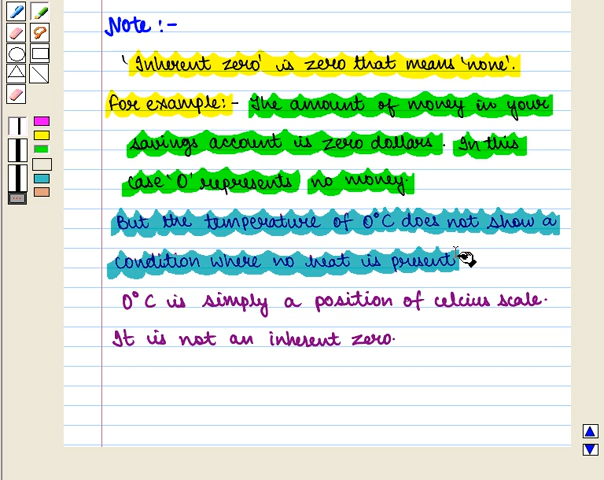 Note :-
'Inherent zero' is zero that means 'none'.
For example:- The amount of money in your
savings account is zero dollars. In this
case '0' represents no money.
But the temperature of 0°C does not show a
condition where no heat is present.
0°C is simply a position of celcius scale.
It is not an inherent zero.